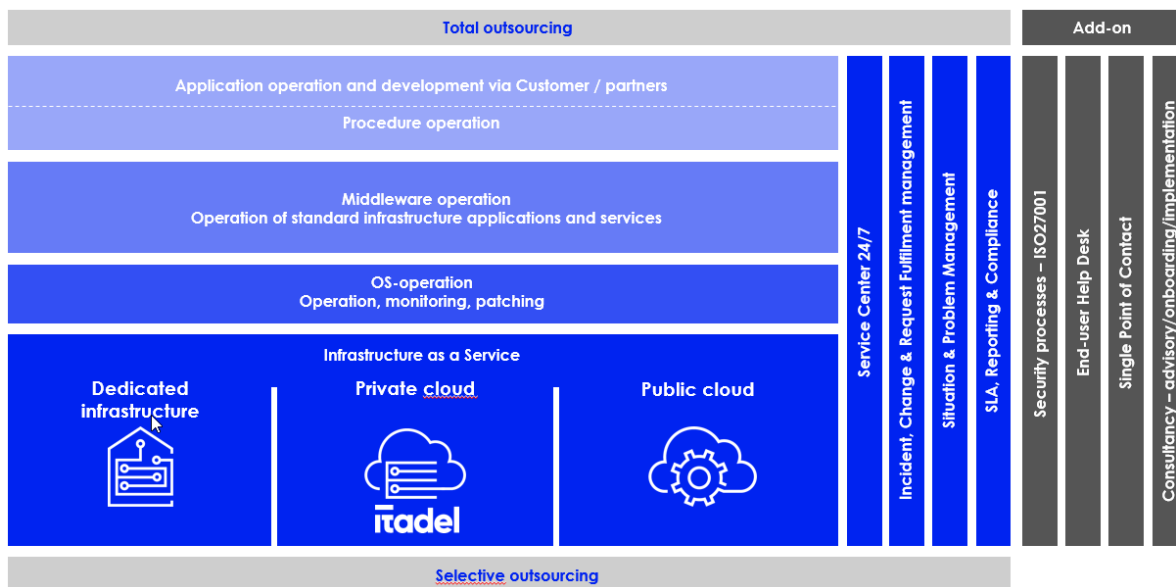 Total outsourcing
Add-on
Application operation and development via Customer / partners
Procedure operation
Middleware operation
Operation of standard infrastructure applications and services
OS-operation
Operation, monitoring, patching
Infrastructure as a Service
Dedicated
infrastructure
Private cloud
itadel
Public cloud
Service Center 24/7
Incident, Change & Request Fulfilment management
Situation & Problem Management
SLA, Reporting & Compliance
Security processes – ISO27001
End-user Help Desk
Single Point of Contact
Consultancy – advisory/onboarding/implementation
Selective outsourcing